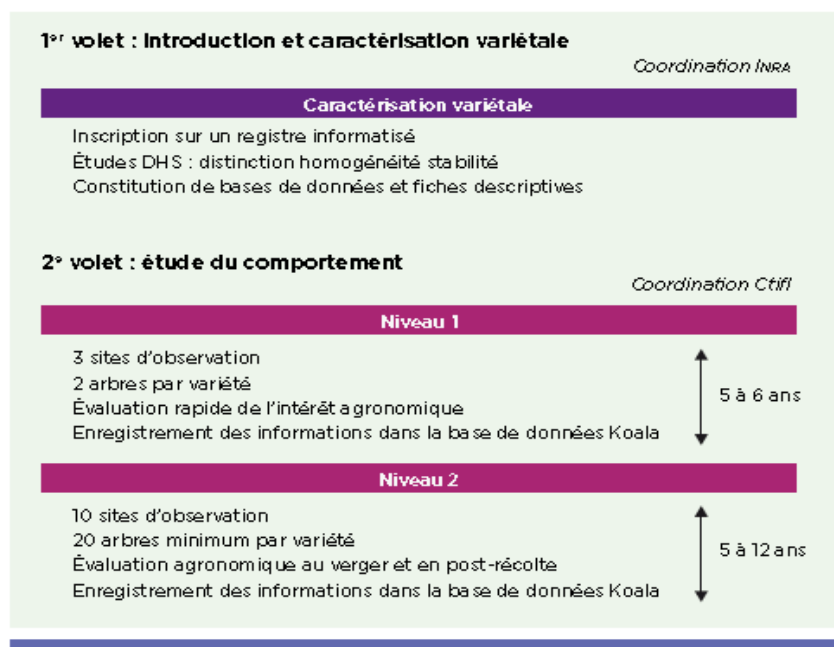 1er volet : introduction et caractérisation variétale
Coordination INRA
Caractérisation variétale
Inscription sur un registre informatisé
Études DHS : distinction homogénéité stabilité
Constitution de bases de données et fiches descriptives
2e volet : étude du comportement
Coordination Ctifl
Niveau 1
3 sites d'observation
2 arbres par variété
Évaluation rapide de l'intérêt agronomique
Enregistrement des informations dans la base de données Koala
5 à 6 ans
Niveau 2
10 sites d'observation
20 arbres minimum par variété
Évaluation agronomique au verger et en post-récolte
Enregistrement des informations dans la base de données Koala
5 à 12 ans